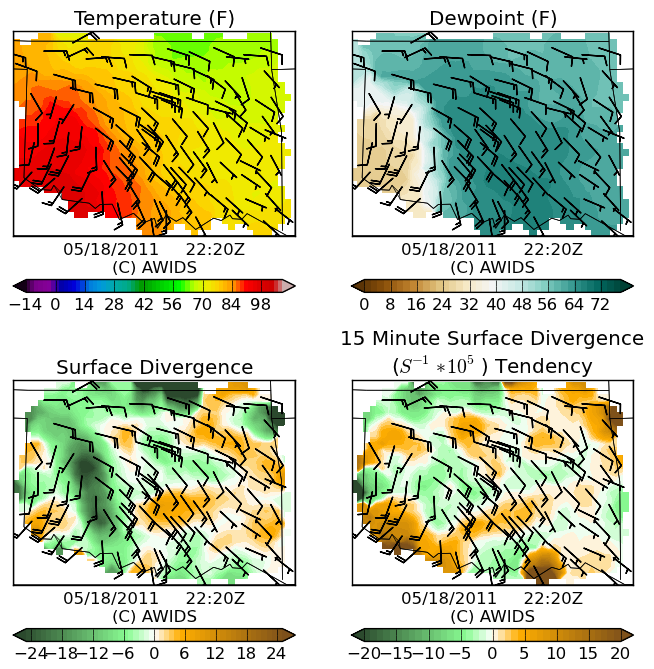 Temperature (F)
Dewpoint (F)
05/18/2011 22:20Z
(C) AWIDS
05/18/2011 22:20Z
(C) AWIDS
−14 0 14 28 42 56 70 84 98
0 8 16 24 32 40 48 56 64 72
Surface Divergence
15 Minute Surface Divergence
(S⁻¹ *10⁵ ) Tendency
05/18/2011 22:20Z
(C) AWIDS
05/18/2011 22:20Z
(C) AWIDS
−24−18−12 −6 0 6 12 18 24
−20−15−10 −5 0 5 10 15 20